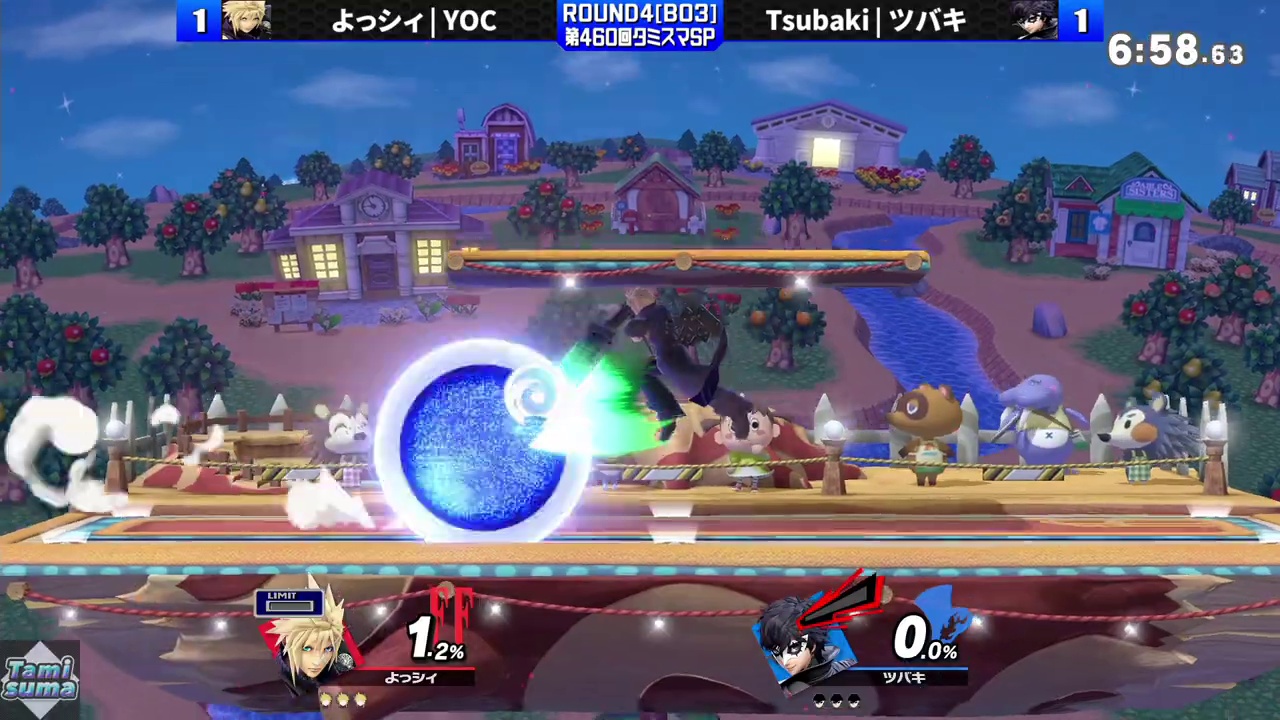 1
よっシィ | YOC
ROUND4[BO3]
第460回タミスマSP
Tsubaki | ツバキ
1
6:58.63
ABLE SISTERS
LIMIT
1.2%
よっシィ
0.0%
ツバキ
Tami
suma